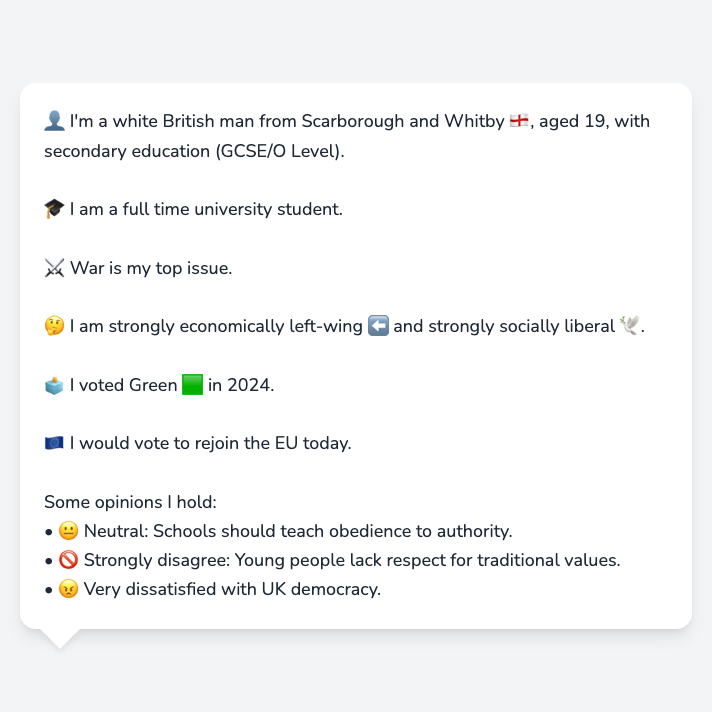 👤 I'm a white British man from Scarborough and Whitby 🏴󠁧󠁢󠁥󠁮󠁧󠁿, aged 19, with
secondary education (GCSE/O Level).
🎓 I am a full time university student.
⚔️ War is my top issue.
🤔 I am strongly economically left-wing ⬅️ and strongly socially liberal 🕊️.
🗳️ I voted Green 🟩 in 2024.
🇪🇺 I would vote to rejoin the EU today.
Some opinions I hold:
• 😐 Neutral: Schools should teach obedience to authority.
• 🚫 Strongly disagree: Young people lack respect for traditional values.
• 😠 Very dissatisfied with UK democracy.